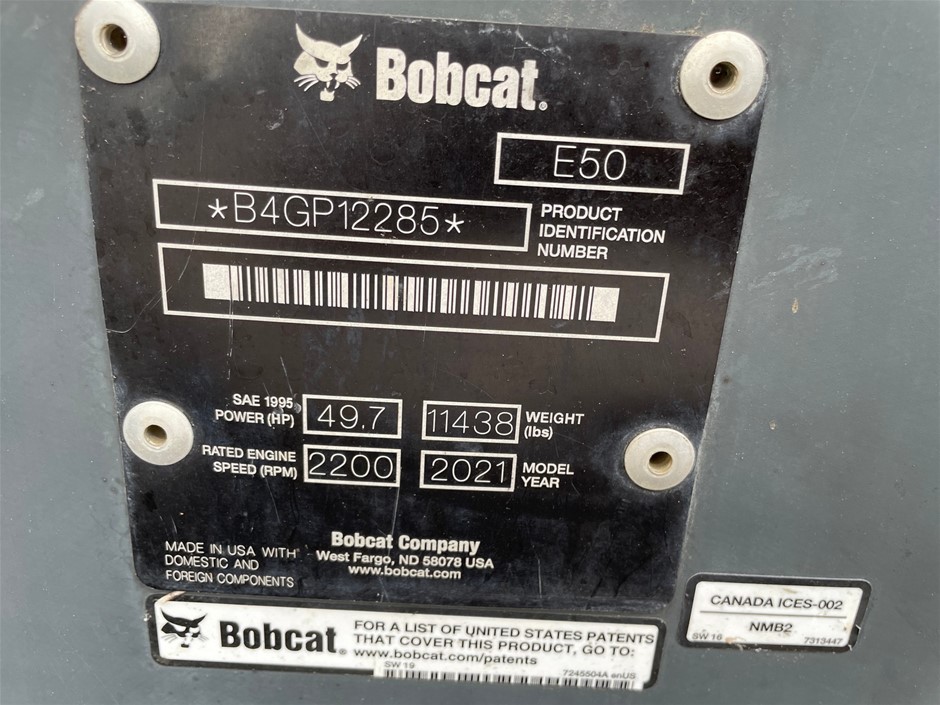 Bobcat.
E50
*B4GP12285*
PRODUCT
IDENTIFICATION
NUMBER
SAE 1995
POWER (HP)
49.7
11438
WEIGHT
(lbs)
RATED ENGINE
SPEED (RPM)
2200
2021
MODEL
YEAR
MADE IN USA WITH
DOMESTIC AND
FOREIGN COMPONENTS
Bobcat Company
West Fargo, ND 58078 USA
www.bobcat.com
Bobcat.
FOR A LIST OF UNITED STATES PATENTS
THAT COVER THIS PRODUCT, GO TO:
www.bobcat.com/patents
SW 19
7245504A enUS
CANADA ICES-002
NMB2
SW 16
7313447